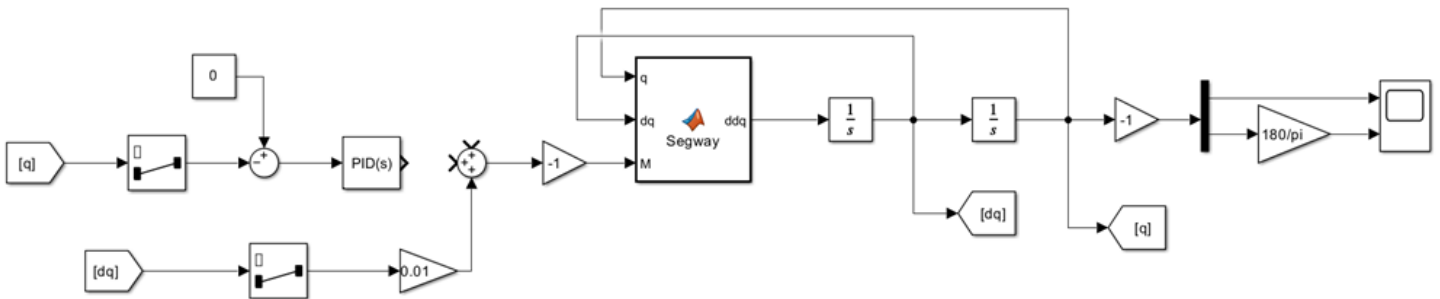 0
[q]
PID(s)
-1
q
dq
M
ddq
Segway
1
s
1
s
-1
180/pi
[dq]
[q]
[dq]
0.01